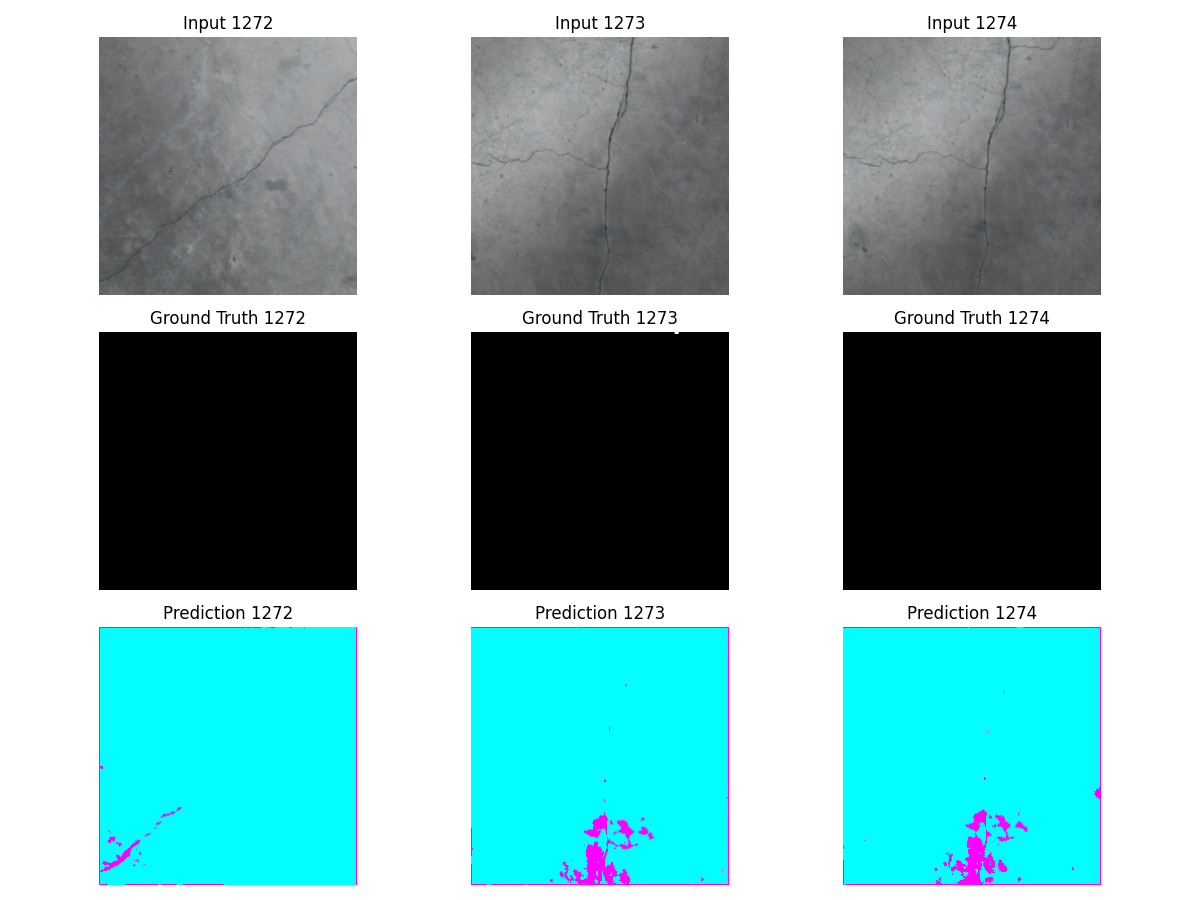 Input 1272
Input 1273
Input 1274
Ground Truth 1272
Ground Truth 1273
Ground Truth 1274
Prediction 1272
Prediction 1273
Prediction 1274